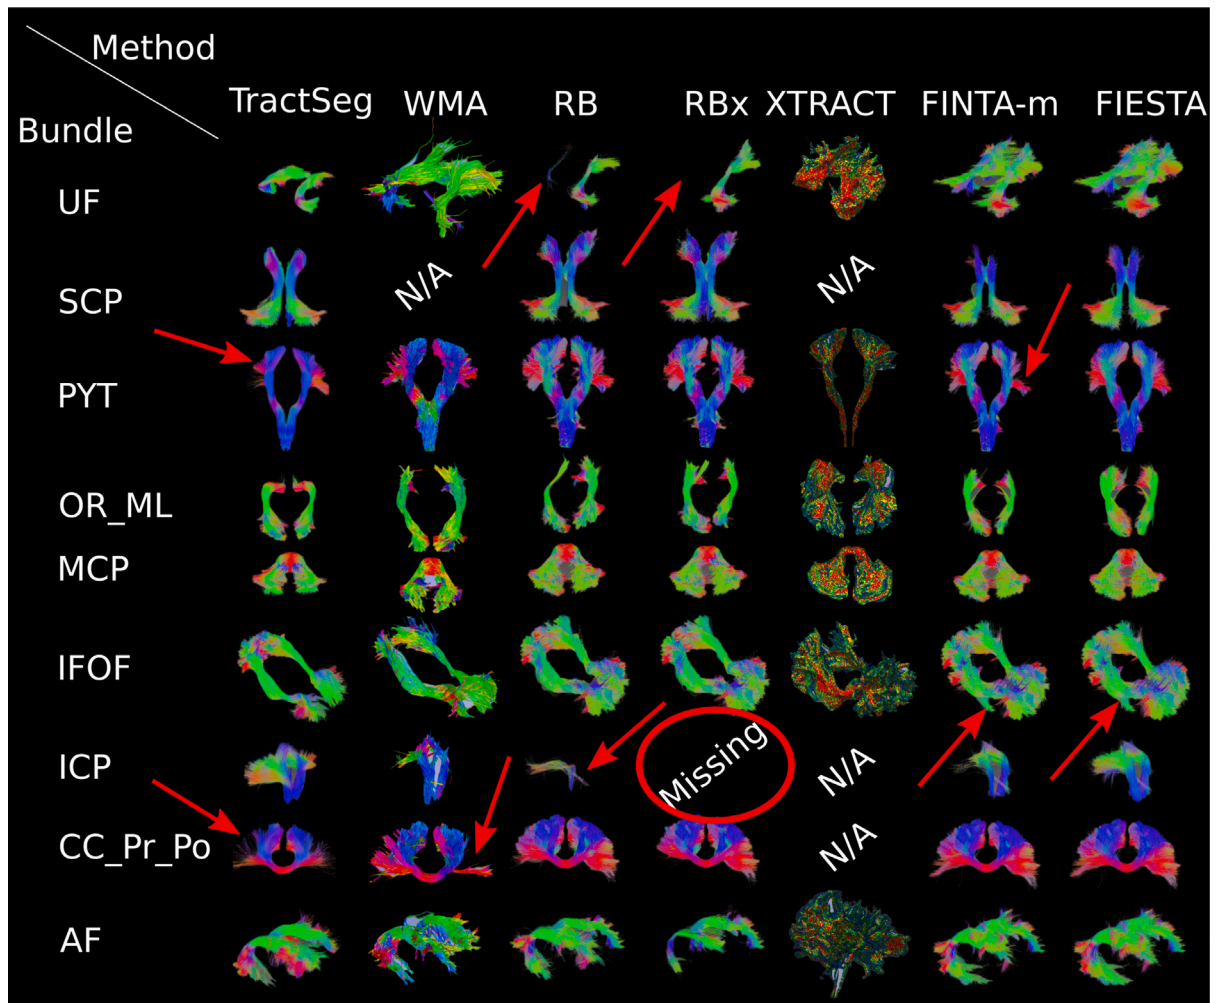 Method
Bundle
TractSeg WMA RB RBx XTRACT FINTA-m FIESTA
UF
SCP N/A N/A
PYT
OR_ML
MCP
IFOF
ICP Missing N/A
CC_Pr_Po N/A
AF